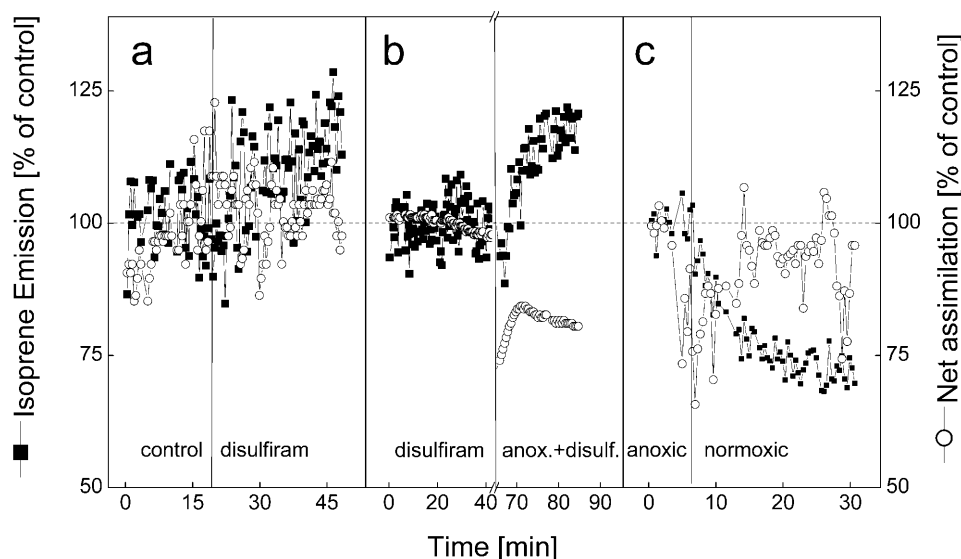 a
b
c
Isoprene Emission [% of control]
Net assimilation [% of control]
125
100
75
50
125
100
75
50
control
disulfiram
disulfiram
anox.+disulf.
anoxic
normoxic
0 15 30 45
0 10 20 30 40
70 80 90
0 10 20 30
Time [min]